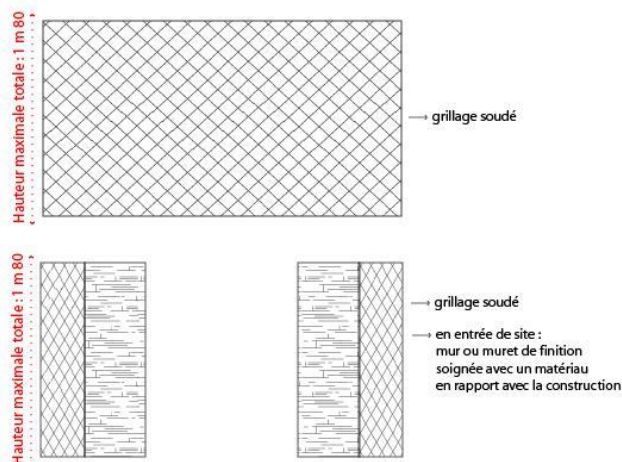 Hauteur maximale totale : 1 m 80
grillage soudé
Hauteur maximale totale : 1 m 80
grillage soudé
en entrée de site :
mur ou muret de finition
soignée avec un matériau
en rapport avec la construction